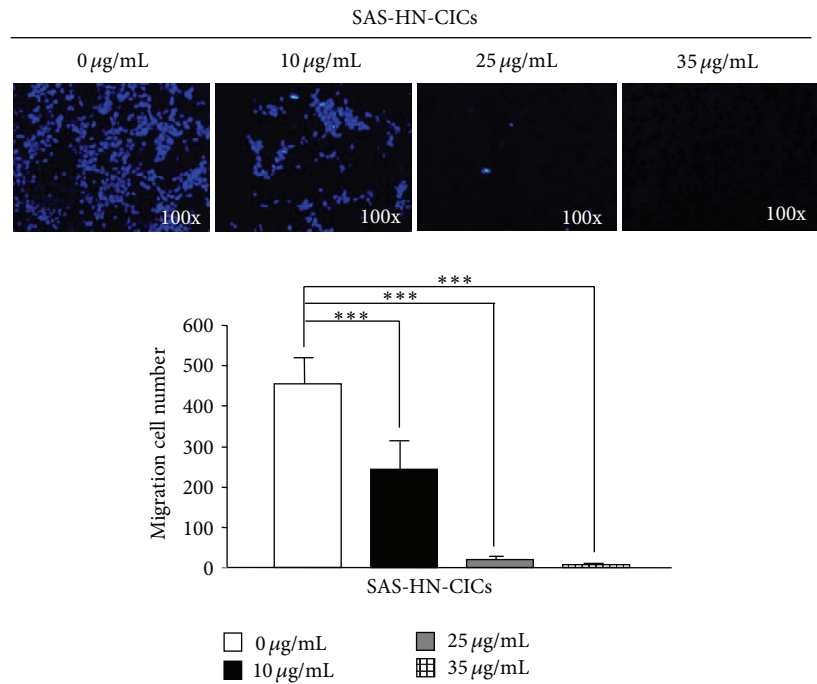 SAS-HN-CICs
0 μg/mL 10 μg/mL 25 μg/mL 35 μg/mL
100x 100x 100x 100x
***
***
***
Migration cell number
600
500
400
300
200
100
0
SAS-HN-CICs
0 μg/mL 25 μg/mL
10 μg/mL 35 μg/mL